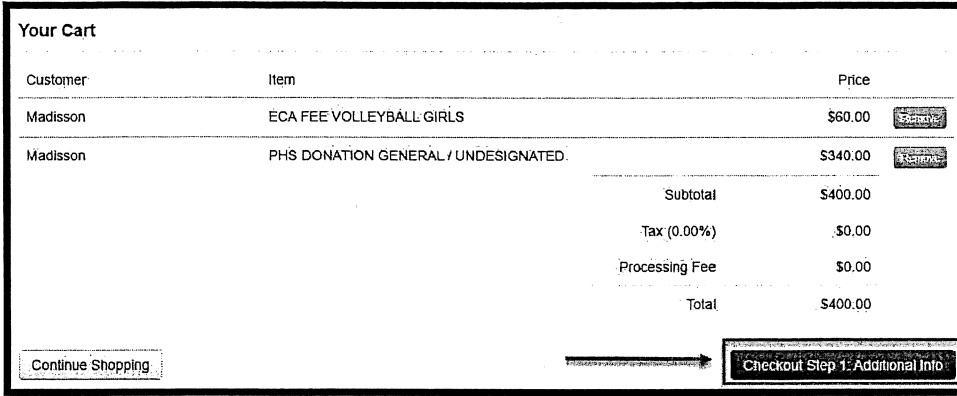 Your Cart
Customer Item Price
Madisson ECA FEE VOLLEYBALL GIRLS $60.00 Remove
Madisson PHS DONATION GENERAL / UNDESIGNATED $340.00 Remove
Subtotal $400.00
Tax (0.00%) $0.00
Processing Fee $0.00
Total $400.00
Continue Shopping Checkout Step 1: Additional Info